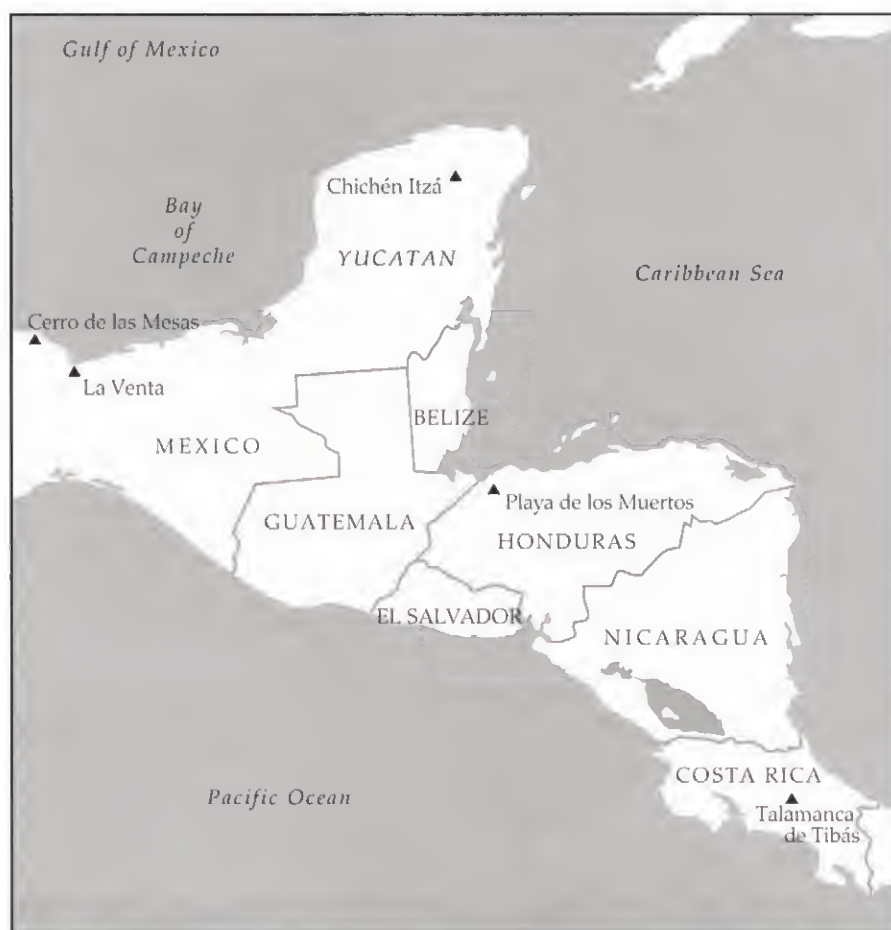 Gulf of Mexico
Chichén Itzá
Bay
of
Campeche
YUCATAN
Caribbean Sea
Cerro de las Mesas
La Venta
BELIZE
MEXICO
Playa de los Muertos
GUATEMALA
HONDURAS
EL SALVADOR
NICARAGUA
COSTA RICA
Pacific Ocean
Talamanca
de Tibás